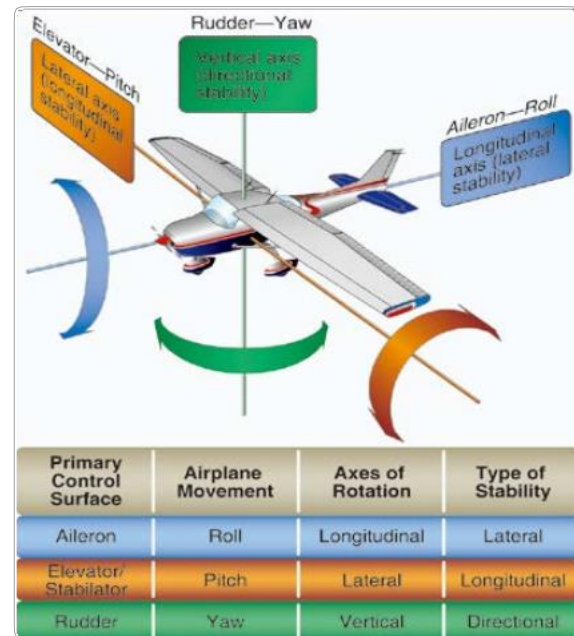 Rudder—Yaw
Vertical axis
(directional
stability)
Elevator—Pitch
Lateral axis
(longitudinal
stability)
Aileron—Roll
Longitudinal
axis (lateral
stability)
Primary Control Surface Airplane Movement Axes of Rotation Type of Stability
Aileron Roll Longitudinal Lateral
Elevator/ Stabilator Pitch Lateral Longitudinal
Rudder Yaw Vertical Directional